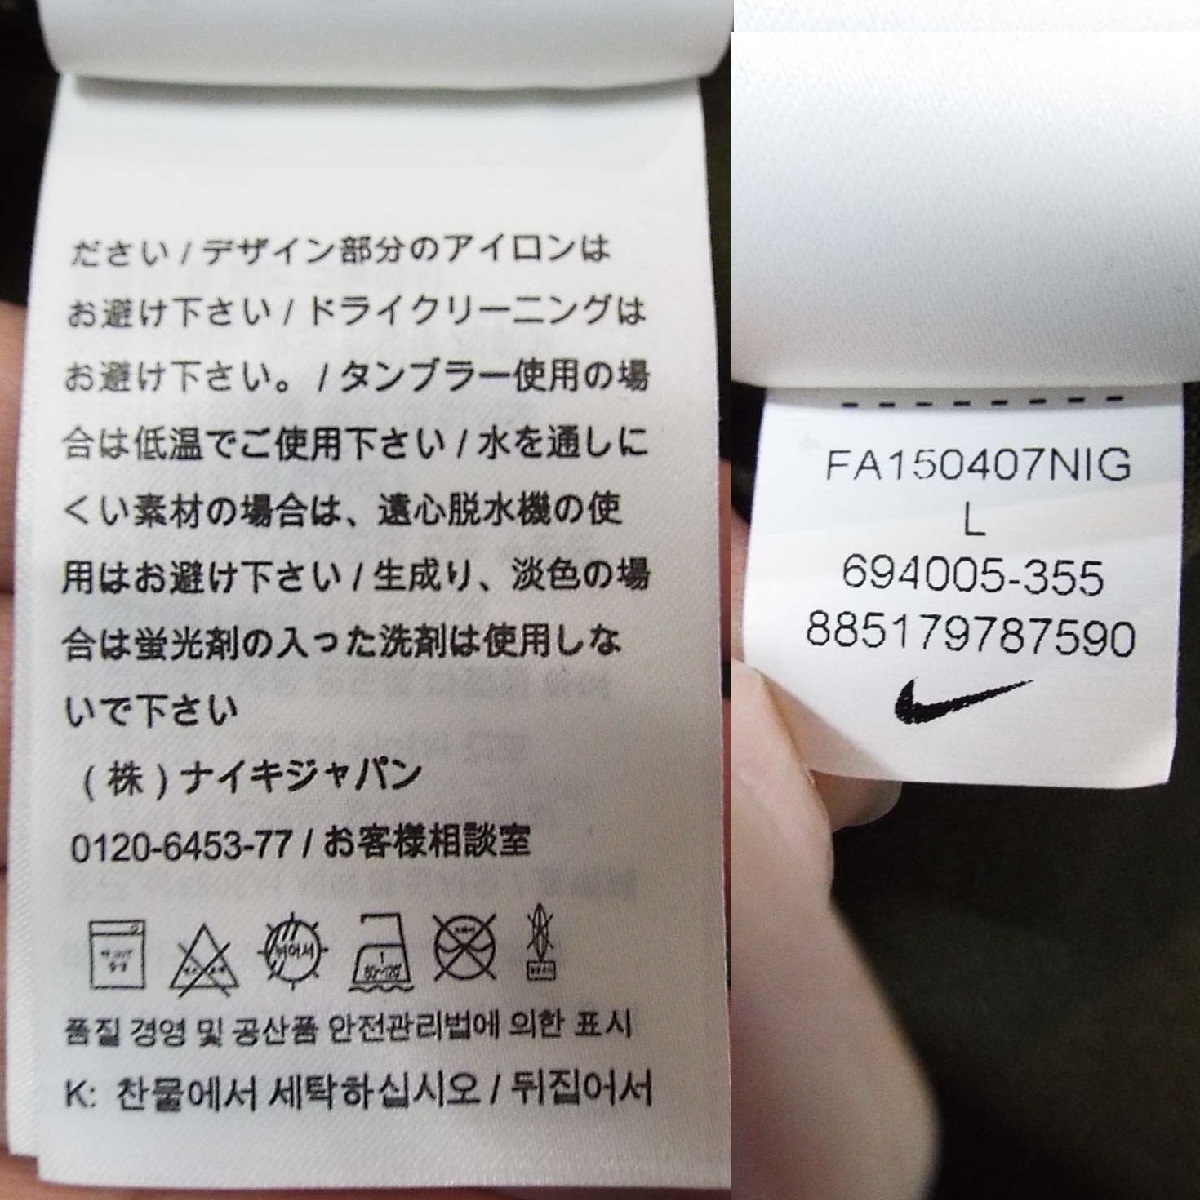 ださい / デザイン部分のアイロンは
お避け下さい / ドライクリーニングは
お避け下さい。 / タンブラー使用の場
合は低温でご使用下さい / 水を通しに
くい素材の場合は、遠心脱水機の使
用はお避け下さい / 生成り、淡色の場
合は蛍光剤の入った洗剤は使用しな
いで下さい
(株)ナイキジャパン
0120-6453-77 / お客様相談室
뒤집어서
1
80~120
품질 경영 및 공산품 안전관리법에 의한 표시
K: 찬물에서 세탁하십시오 / 뒤집어서
FA150407NIG
L
694005-355
885179787590